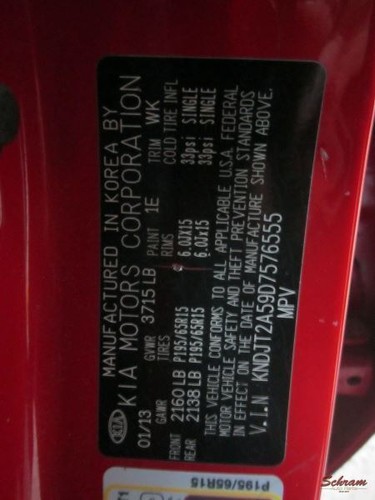 KIA
MANUFACTURED IN KOREA BY
KIA MOTORS CORPORATION
01/13 GVWR 3715LB PAINT 1E TRIM WK
GAWR TIRES RIMS COLD TIRE INFL
FRONT 2160LB P195/65R15 6.0JX15 33psi SINGLE
REAR 2138LB P195/65R15 6.0JX15 33psi SINGLE
THIS VEHICLE CONFORMS TO ALL APPLICABLE U.S.A. FEDERAL
MOTOR VEHICLE SAFETY AND THEFT PREVENTION STANDARDS
IN EFFECT ON THE DATE OF MANUFACTURE SHOWN ABOVE.
V.I.N KNDJT2A59D7576555
MPV
P195/65R15
Schram